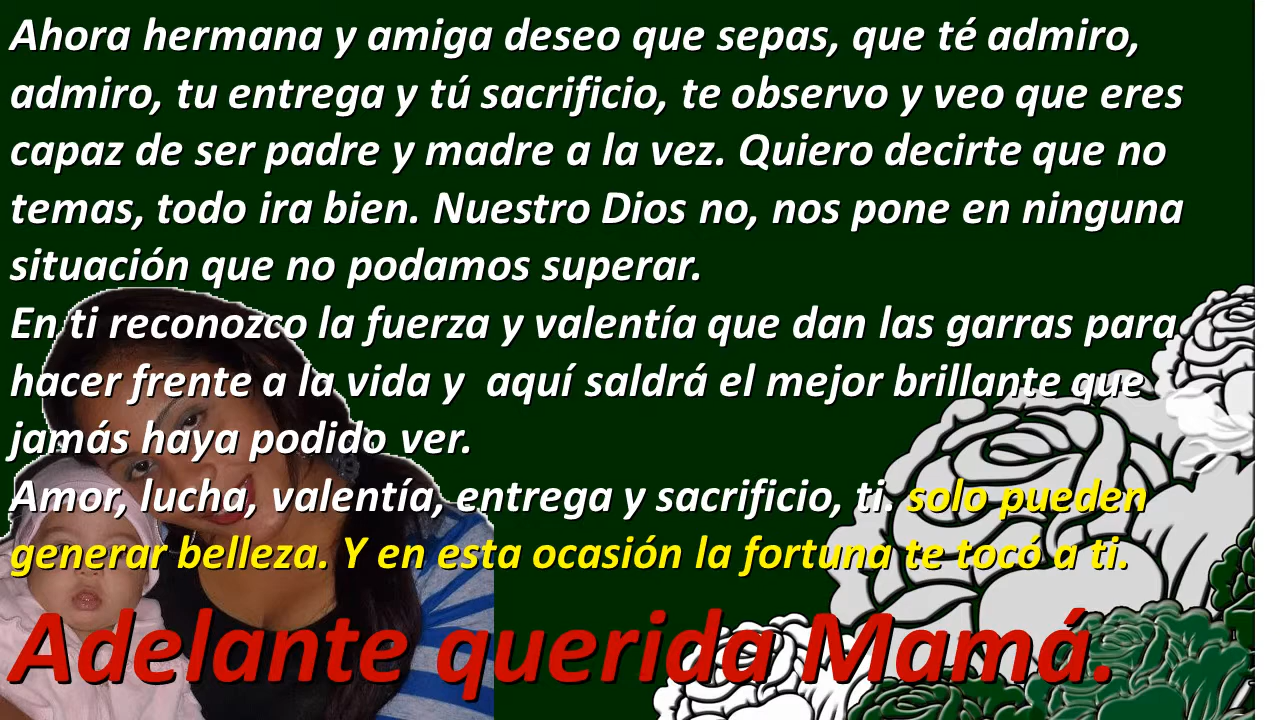 Ahora hermana y amiga deseo que sepas, que té admiro,
admiro, tu entrega y tú sacrificio, te observo y veo que eres
capaz de ser padre y madre a la vez. Quiero decirte que no
temas, todo ira bien. Nuestro Dios no, nos pone en ninguna
situación que no podamos superar.
En ti reconozco la fuerza y valentía que dan las garras para
hacer frente a la vida y  aquí saldrá el mejor brillante que
jamás haya podido ver.
Amor, lucha, valentía, entrega y sacrificio, ti. solo pueden
generar belleza. Y en esta ocasión la fortuna te tocó a ti.
Adelante querida Mamá.